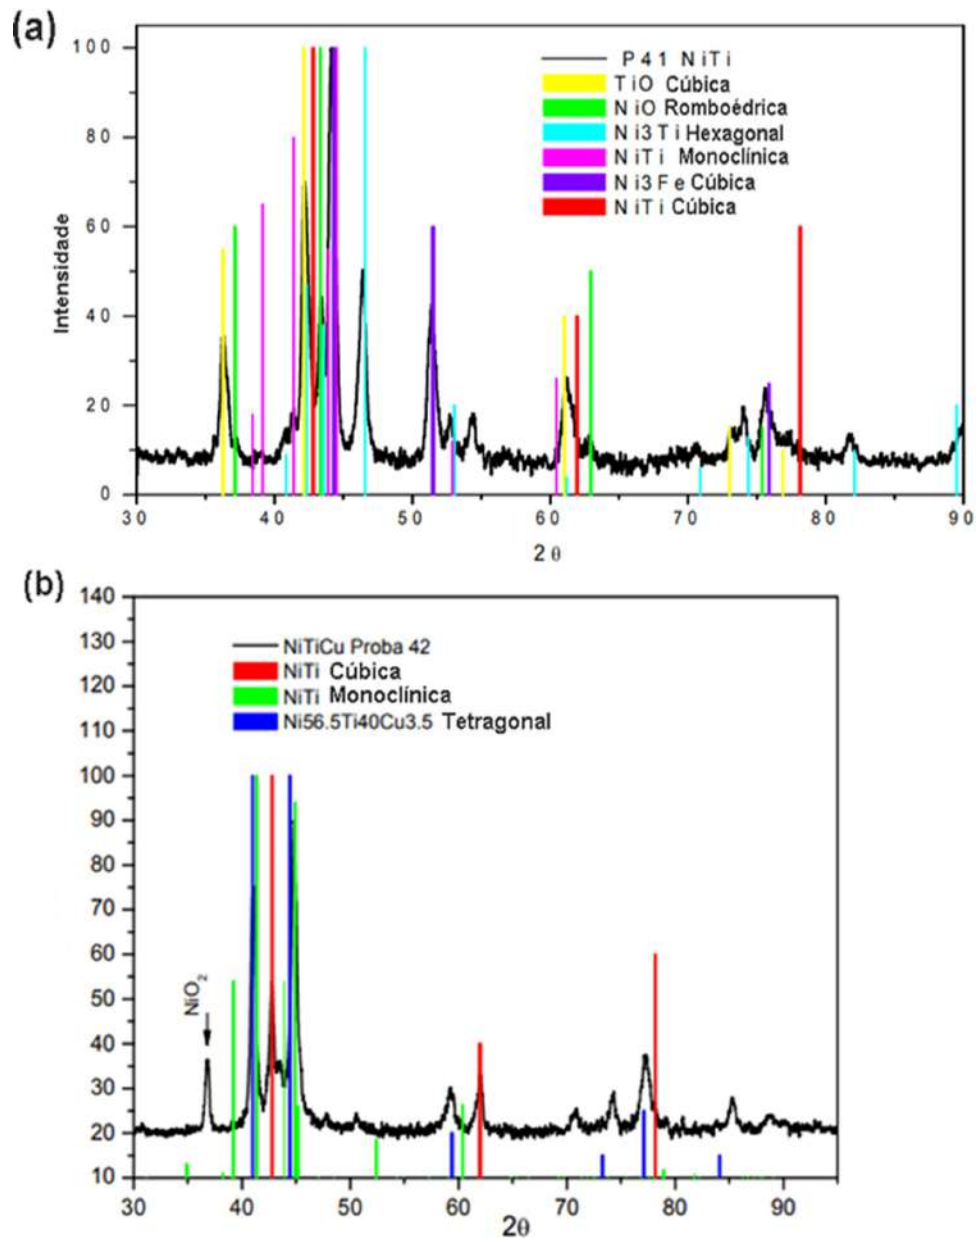 (a)
100
80
60
40
20
0
Intensidade
P41 NiTi
TiO Cúbica
NiO Romboédrica
Ni3Ti Hexagonal
NiTi Monoclínica
Ni3Fe Cúbica
NiTi Cúbica
30 40 50 60 70 80 90
2θ
(b)
140
130
120
110
100
90
80
70
60
50
40
30
20
10
NiTiCu Proba 42
NiTi Cúbica
NiTi Monoclínica
Ni56.5Ti40Cu3.5 Tetragonal
NiO₂
30 40 50 60 70 80 90
2θ